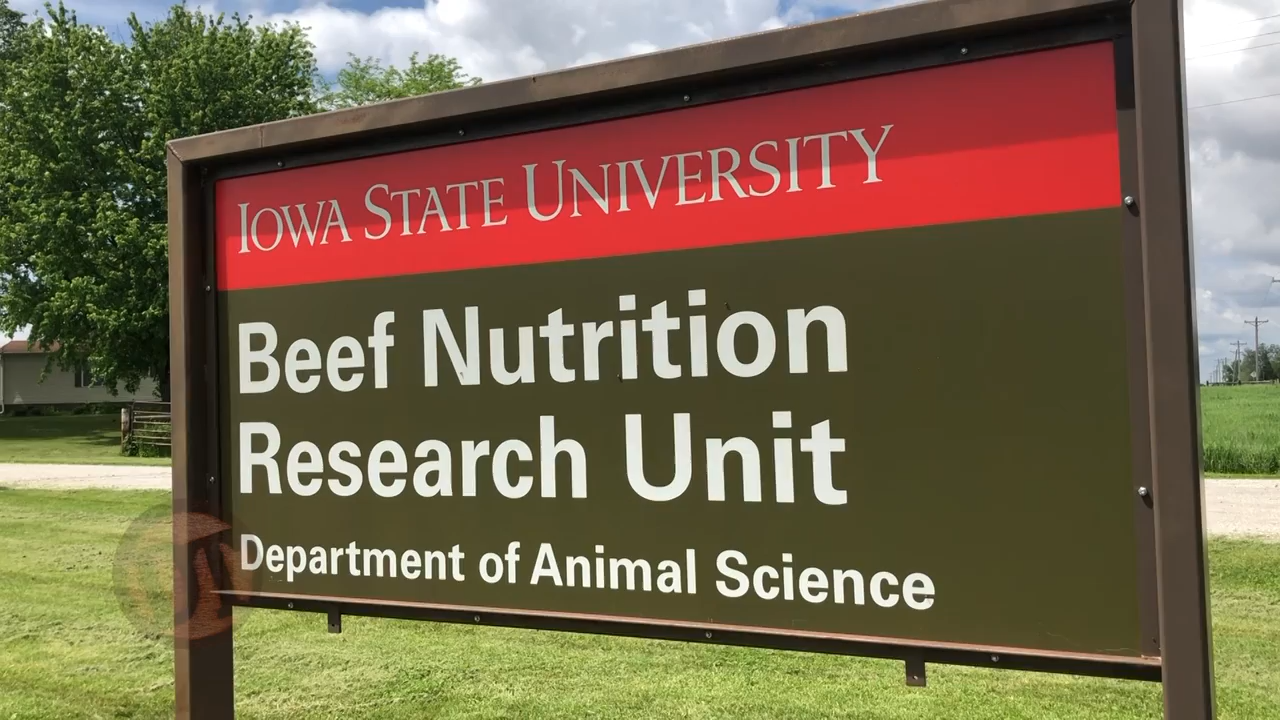 IOWA STATE UNIVERSITY
Beef Nutrition
Research Unit
Department of Animal Science